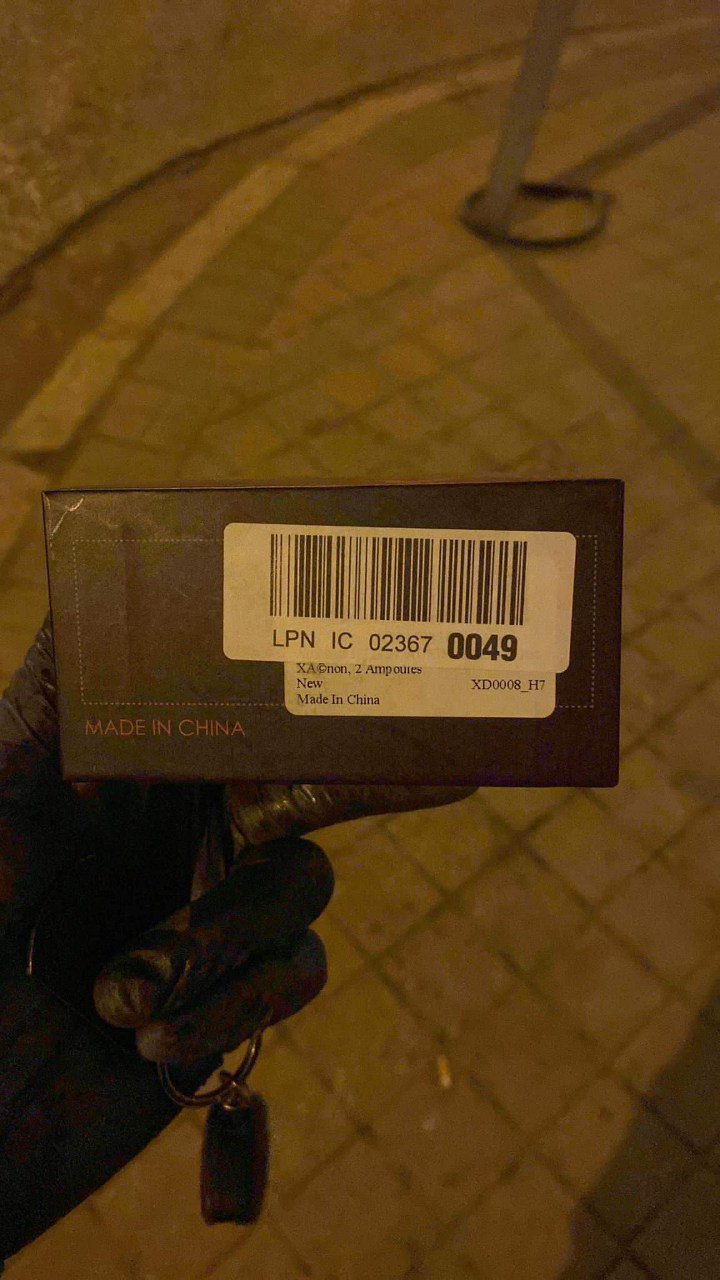 LPN IC 02367 0049
XA©non, 2 Ampoules
New XD0008_H7
Made In China
MADE IN CHINA